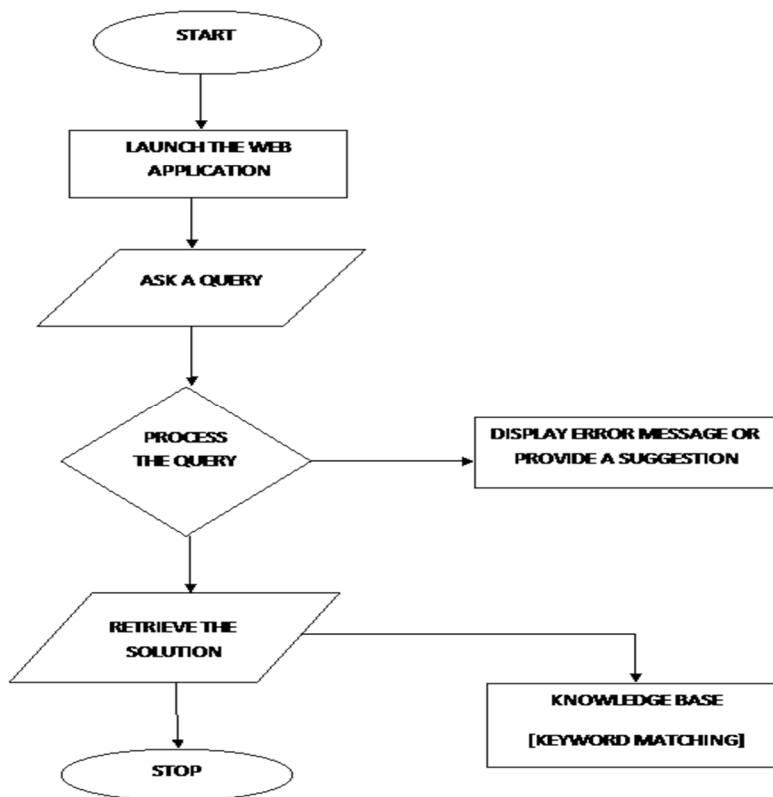 START
LAUNCH THE WEB
APPLICATION
ASK A QUERY
PROCESS
THE QUERY
DISPLAY ERROR MESSAGE OR
PROVIDE A SUGGESTION
RETRIEVE THE
SOLUTION
KNOWLEDGE BASE
[KEYWORD MATCHING]
STOP